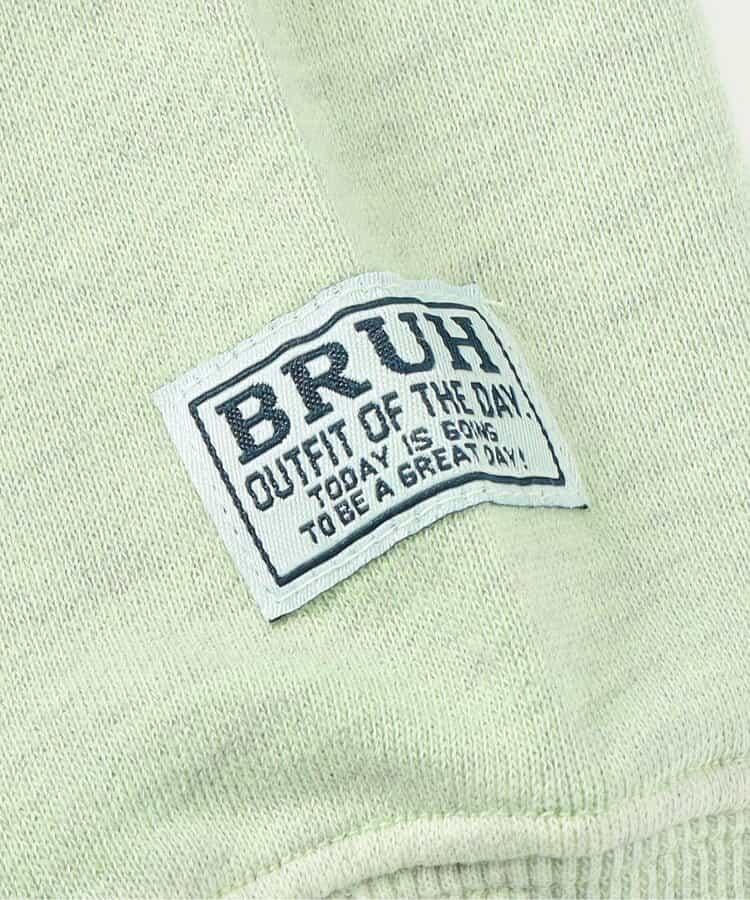 BRUH
OUTFIT OF THE DAY.
TODAY IS GOING
TO BE A GREAT DAY!